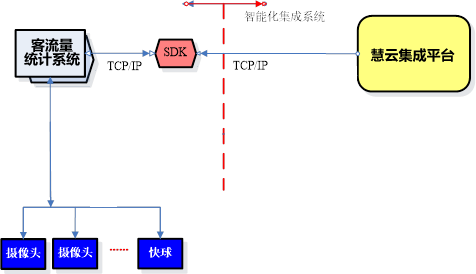 智能化集成系统
客流量
统计系统
SDK
慧云集成平台
TCP/IP
TCP/IP
摄像头
摄像头
......
快球